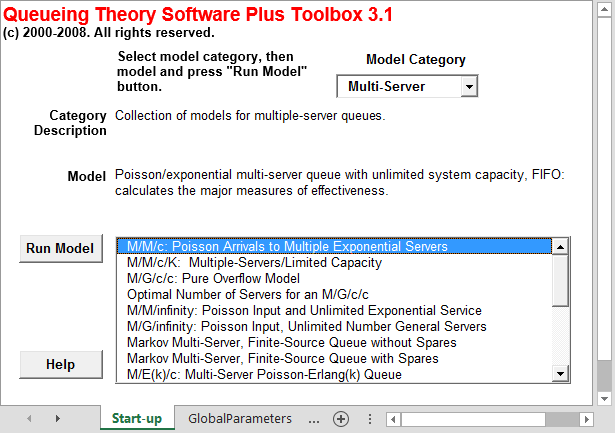 Queueing Theory Software Plus Toolbox 3.1
(c) 2000-2008. All rights reserved.
Select model category, then
model and press "Run Model"
button.
Model Category
Multi-Server
Category
Description
Collection of models for multiple-server queues.
Model
Poisson/exponential multi-server queue with unlimited system capacity, FIFO:
calculates the major measures of effectiveness.
Run Model
M/M/c: Poisson Arrivals to Multiple Exponential Servers
M/M/c/K:  Multiple-Servers/Limited Capacity
M/G/c/c: Pure Overflow Model
Optimal Number of Servers for an M/G/c/c
M/M/infinity: Poisson Input and Unlimited Exponential Service
M/G/infinity: Poisson Input, Unlimited Number General Servers
Markov Multi-Server, Finite-Source Queue without Spares
Markov Multi-Server, Finite-Source Queue with Spares
M/E(k)/c: Multi-Server Poisson-Erlang(k) Queue
Help
Start-up
GlobalParameters
...